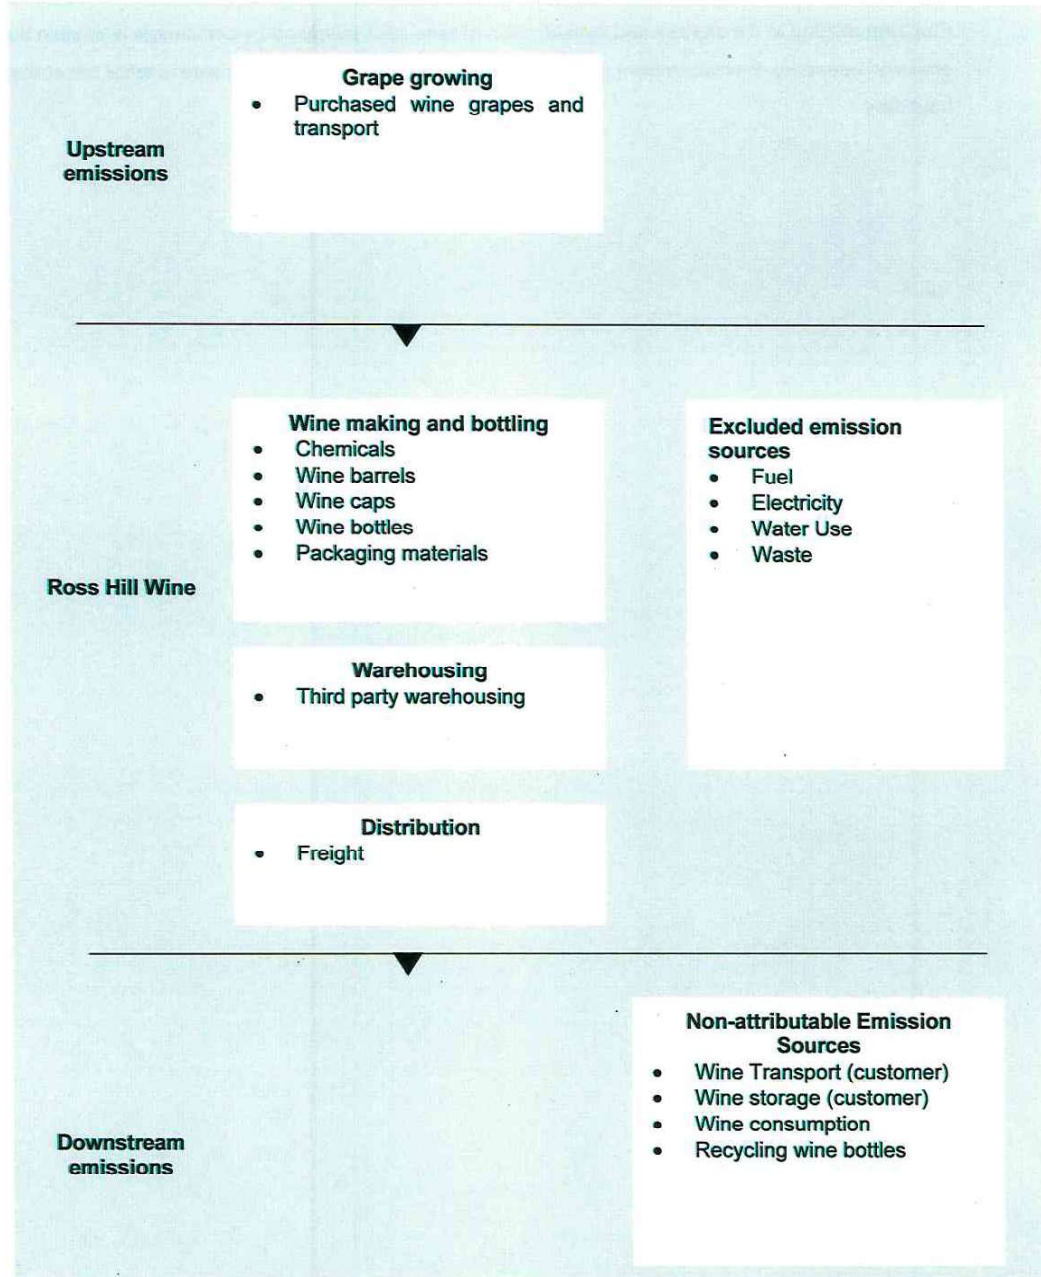 Grape growing
• Purchased wine grapes and
transport
Upstream
emissions
Wine making and bottling
• Chemicals
• Wine barrels
• Wine caps
• Wine bottles
• Packaging materials
Excluded emission
sources
• Fuel
• Electricity
• Water Use
• Waste
Ross Hill Wine
Warehousing
• Third party warehousing
Distribution
• Freight
Non-attributable Emission
Sources
• Wine Transport (customer)
• Wine storage (customer)
• Wine consumption
• Recycling wine bottles
Downstream
emissions